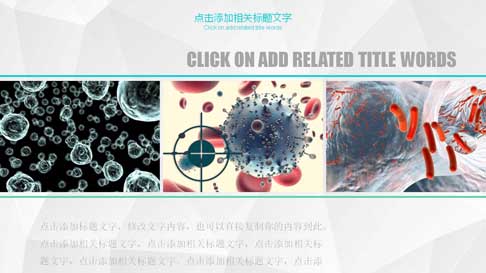 点击添加相关标题文字
Click on add related title words
CLICK ON ADD RELATED TITLE WORDS
点击添加标题文字，修改文字内容，也可以直接复制你的内容到此。
点击添加相关标题文字，点击添加相关标题文字，点击添加相关标
题文字，点击添加相关标题文字。点击添加相关标题文字，点击添